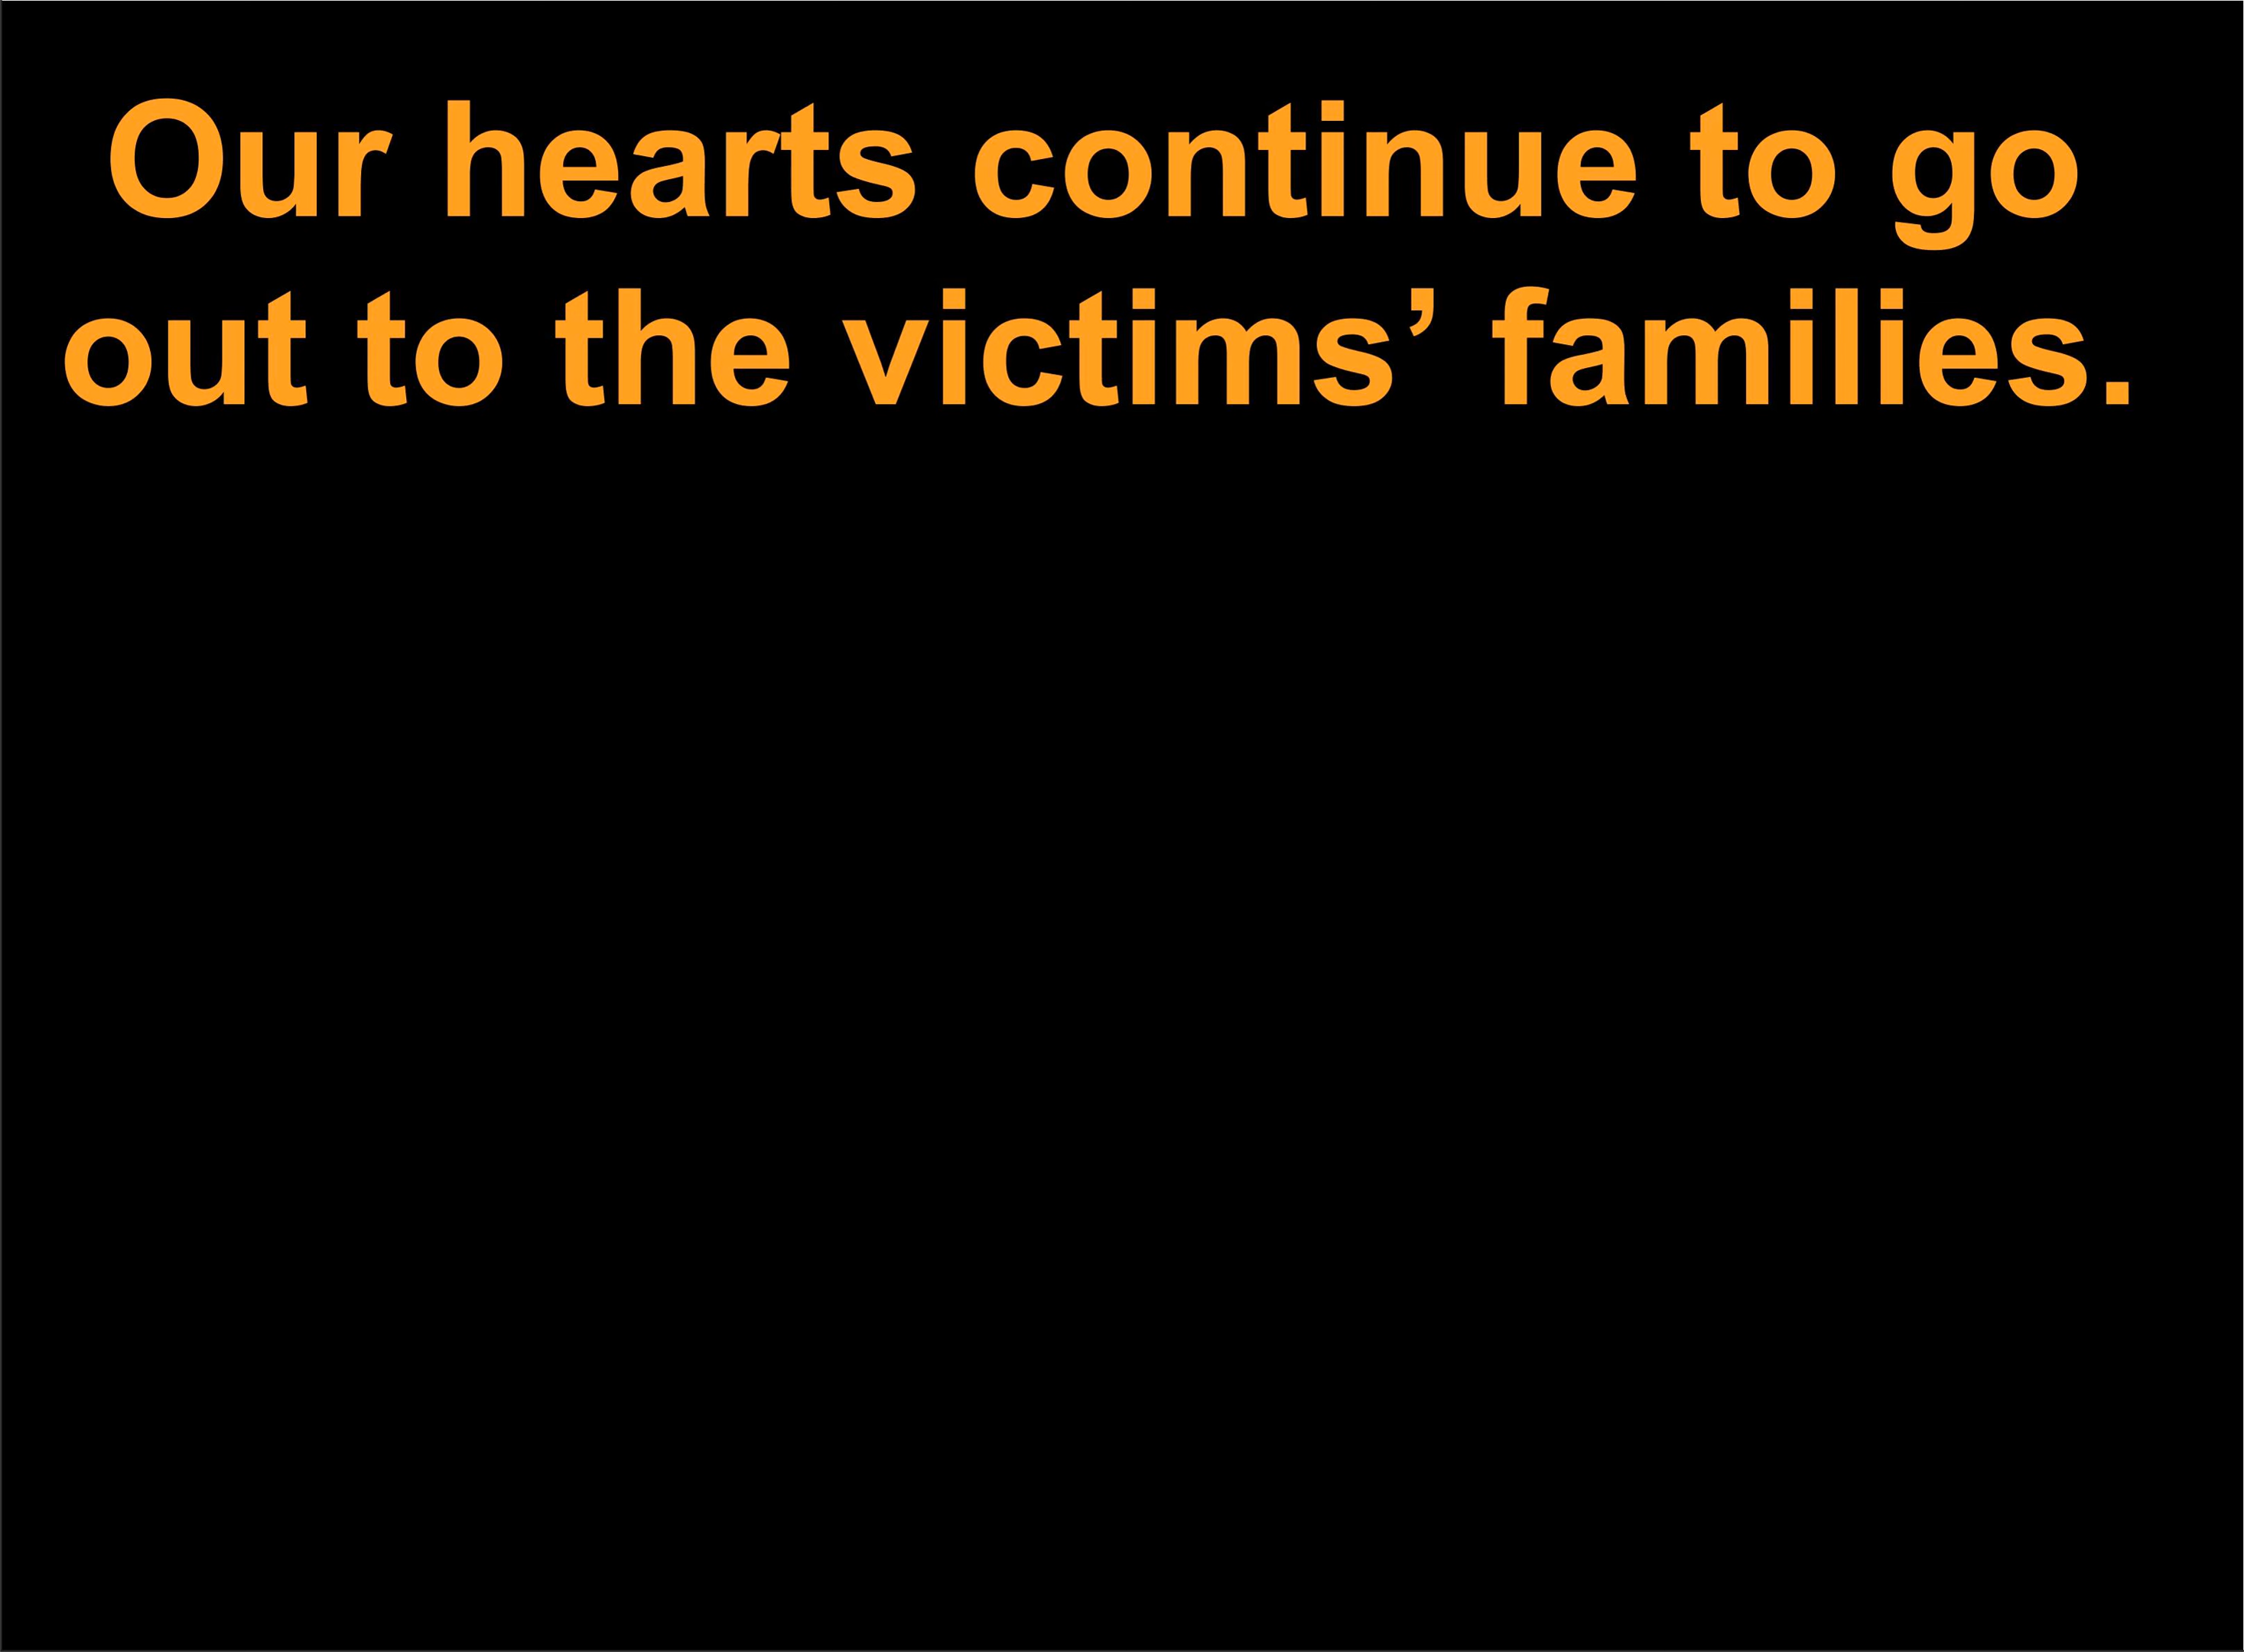 Our hearts continue to go
out to the victims’ families.